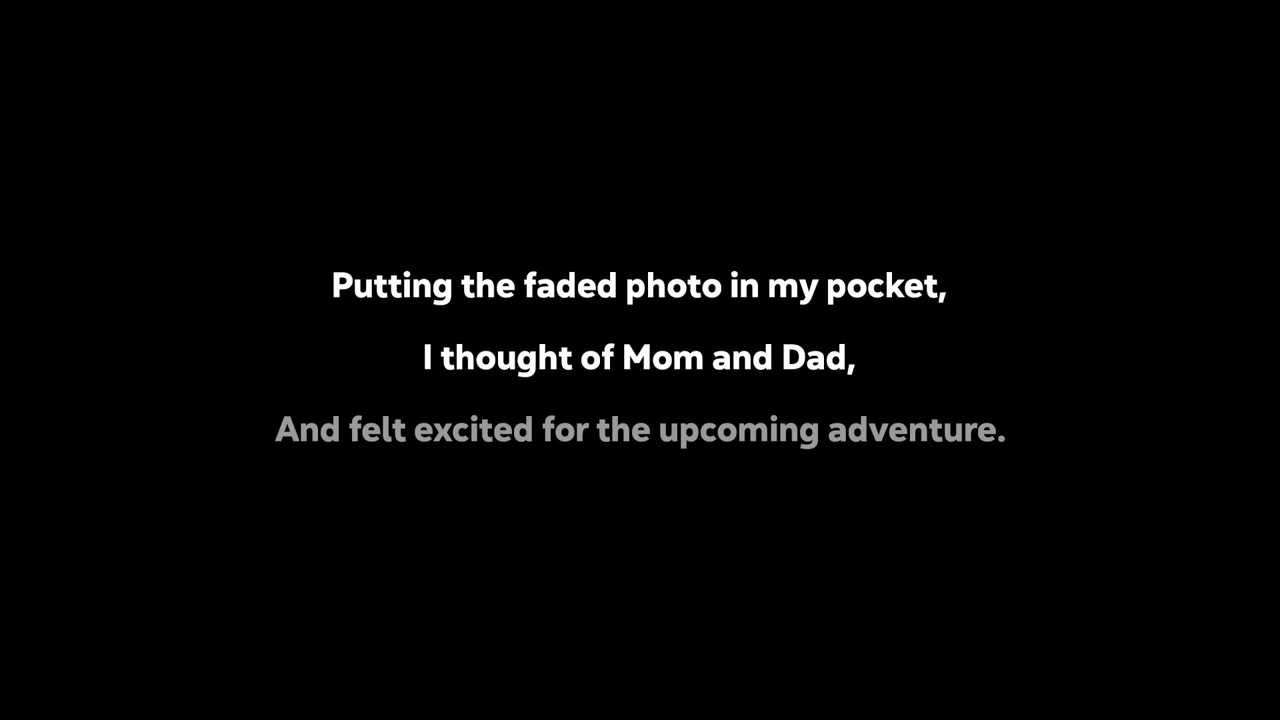 Putting the faded photo in my pocket,
I thought of Mom and Dad,
And felt excited for the upcoming adventure.